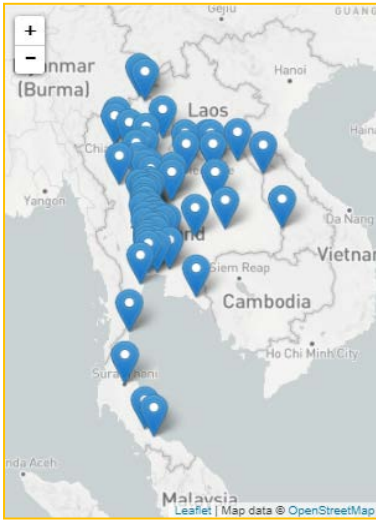 +
−
Hanoi
(Burma)
Laos
Yangon
Da Nang
Vietnam
Siem Reap
Cambodia
Ho Chi Minh City
Malaysia
Leaflet | Map data © OpenStreetMap